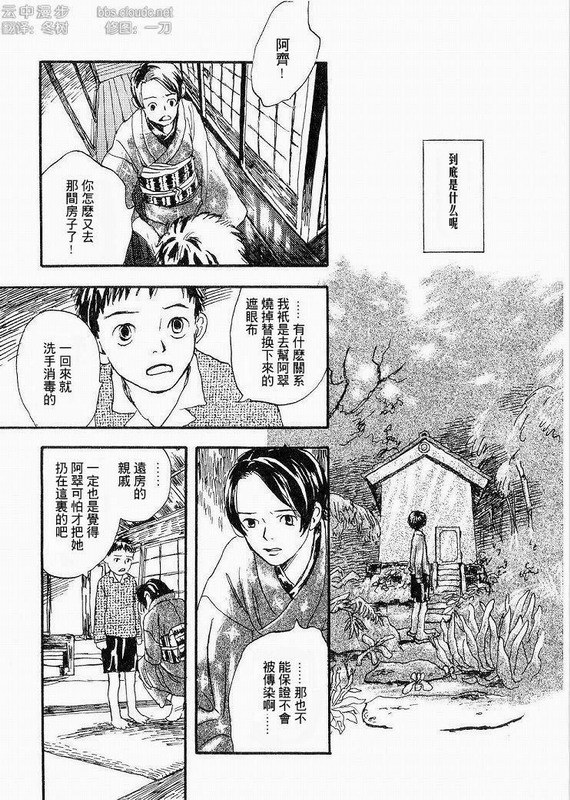 云中漫步 bbs.cloudc.net
翻译: 冬树 修图: 一刀
到底是什么呢
阿齊！
你怎麼又去
那間房子了！
……有什麼關系
我祇是去幫阿翠
燒掉替換下來的
遮眼布
一回來就
洗手消毒的
……那也不
能保證不會
被傳染啊……
……
遠房的
親戚
一定也是覺得
阿翠可怕才把她
扔在這裏的吧